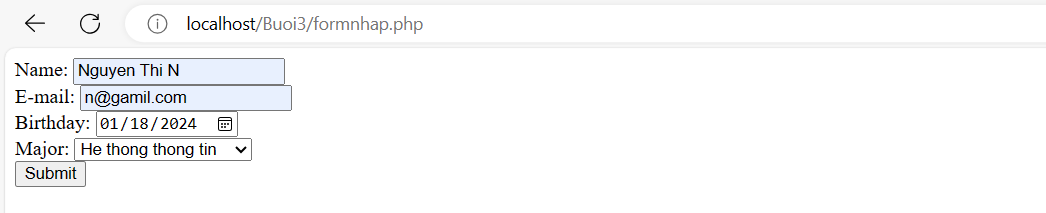 localhost/Buoi3/formnhap.php
Name: Nguyen Thi N
E-mail: n@gamil.com
Birthday: 01/18/2024
Major: He thong thong tin
Submit